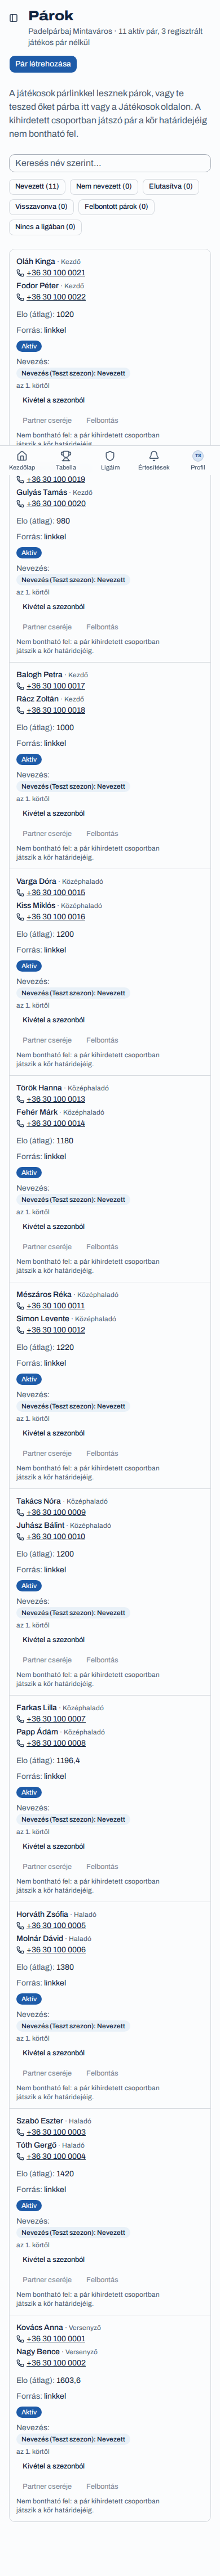 Párok
Padelpárbaj Mintaváros · 11 aktív pár, 3 regisztrált
játékos pár nélkül
Pár létrehozása
A játékosok párlinkkel lesznek párok, vagy te
teszed őket párba itt vagy a Játékosok oldalon. A
kihirdetett csoportban játszó pár a kör határidejéig
nem bontható fel.
Keresés név szerint…
Nevezett (11)
Nem nevezett (0)
Elutasítva (0)
Visszavonva (0)
Felbontott párok (0)
Nincs a ligában (0)
Oláh Kinga · Kezdő
+36 30 100 0021
Fodor Péter · Kezdő
+36 30 100 0022
Elo (átlag): 1020
Forrás: linkkel
Aktív
Nevezés:
Nevezés (Teszt szezon): Nevezett
az 1. körtől
Kivétel a szezonból
Partner cseréje Felbontás
Nem bontható fel: a pár kihirdetett csoportban
játszik a kör határidejéig.
Kezdőlap
Tabella
Ligáim
Értesítések
TS
Profil
+36 30 100 0019
Gulyás Tamás · Kezdő
+36 30 100 0020
Elo (átlag): 980
Forrás: linkkel
Aktív
Nevezés:
Nevezés (Teszt szezon): Nevezett
az 1. körtől
Kivétel a szezonból
Partner cseréje Felbontás
Nem bontható fel: a pár kihirdetett csoportban
játszik a kör határidejéig.
Balogh Petra · Kezdő
+36 30 100 0017
Rácz Zoltán · Kezdő
+36 30 100 0018
Elo (átlag): 1000
Forrás: linkkel
Aktív
Nevezés:
Nevezés (Teszt szezon): Nevezett
az 1. körtől
Kivétel a szezonból
Partner cseréje Felbontás
Nem bontható fel: a pár kihirdetett csoportban
játszik a kör határidejéig.
Varga Dóra · Középhaladó
+36 30 100 0015
Kiss Miklós · Középhaladó
+36 30 100 0016
Elo (átlag): 1200
Forrás: linkkel
Aktív
Nevezés:
Nevezés (Teszt szezon): Nevezett
az 1. körtől
Kivétel a szezonból
Partner cseréje Felbontás
Nem bontható fel: a pár kihirdetett csoportban
játszik a kör határidejéig.
Török Hanna · Középhaladó
+36 30 100 0013
Fehér Márk · Középhaladó
+36 30 100 0014
Elo (átlag): 1180
Forrás: linkkel
Aktív
Nevezés:
Nevezés (Teszt szezon): Nevezett
az 1. körtől
Kivétel a szezonból
Partner cseréje Felbontás
Nem bontható fel: a pár kihirdetett csoportban
játszik a kör határidejéig.
Mészáros Réka · Középhaladó
+36 30 100 0011
Simon Levente · Középhaladó
+36 30 100 0012
Elo (átlag): 1220
Forrás: linkkel
Aktív
Nevezés:
Nevezés (Teszt szezon): Nevezett
az 1. körtől
Kivétel a szezonból
Partner cseréje Felbontás
Nem bontható fel: a pár kihirdetett csoportban
játszik a kör határidejéig.
Takács Nóra · Középhaladó
+36 30 100 0009
Juhász Bálint · Középhaladó
+36 30 100 0010
Elo (átlag): 1200
Forrás: linkkel
Aktív
Nevezés:
Nevezés (Teszt szezon): Nevezett
az 1. körtől
Kivétel a szezonból
Partner cseréje Felbontás
Nem bontható fel: a pár kihirdetett csoportban
játszik a kör határidejéig.
Farkas Lilla · Középhaladó
+36 30 100 0007
Papp Ádám · Középhaladó
+36 30 100 0008
Elo (átlag): 1196,4
Forrás: linkkel
Aktív
Nevezés:
Nevezés (Teszt szezon): Nevezett
az 1. körtől
Kivétel a szezonból
Partner cseréje Felbontás
Nem bontható fel: a pár kihirdetett csoportban
játszik a kör határidejéig.
Horváth Zsófia · Haladó
+36 30 100 0005
Molnár Dávid · Haladó
+36 30 100 0006
Elo (átlag): 1380
Forrás: linkkel
Aktív
Nevezés:
Nevezés (Teszt szezon): Nevezett
az 1. körtől
Kivétel a szezonból
Partner cseréje Felbontás
Nem bontható fel: a pár kihirdetett csoportban
játszik a kör határidejéig.
Szabó Eszter · Haladó
+36 30 100 0003
Tóth Gergő · Haladó
+36 30 100 0004
Elo (átlag): 1420
Forrás: linkkel
Aktív
Nevezés:
Nevezés (Teszt szezon): Nevezett
az 1. körtől
Kivétel a szezonból
Partner cseréje Felbontás
Nem bontható fel: a pár kihirdetett csoportban
játszik a kör határidejéig.
Kovács Anna · Versenyző
+36 30 100 0001
Nagy Bence · Versenyző
+36 30 100 0002
Elo (átlag): 1603,6
Forrás: linkkel
Aktív
Nevezés:
Nevezés (Teszt szezon): Nevezett
az 1. körtől
Kivétel a szezonból
Partner cseréje Felbontás
Nem bontható fel: a pár kihirdetett csoportban
játszik a kör határidejéig.